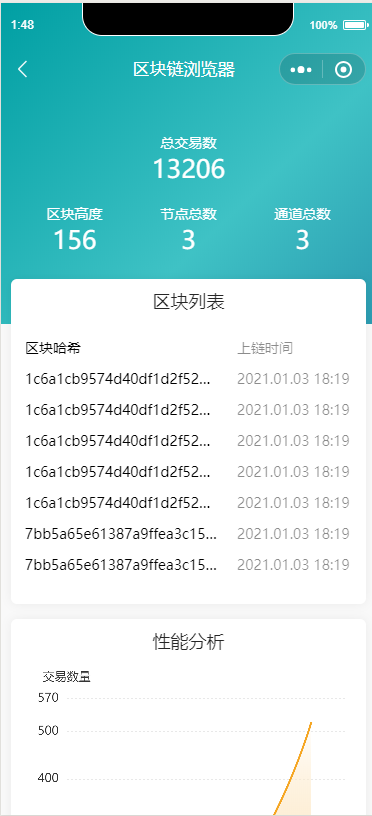 1:48
100%
区块链浏览器
总交易数
13206
区块高度 节点总数 通道总数
156 3 3
区块列表
区块哈希 上链时间
1c6a1cb9574d40df1d2f52... 2021.01.03 18:19
1c6a1cb9574d40df1d2f52... 2021.01.03 18:19
1c6a1cb9574d40df1d2f52... 2021.01.03 18:19
1c6a1cb9574d40df1d2f52... 2021.01.03 18:19
1c6a1cb9574d40df1d2f52... 2021.01.03 18:19
7bb5a65e61387a9ffea3c15... 2021.01.03 18:19
7bb5a65e61387a9ffea3c15... 2021.01.03 18:19
性能分析
交易数量
570
500
400